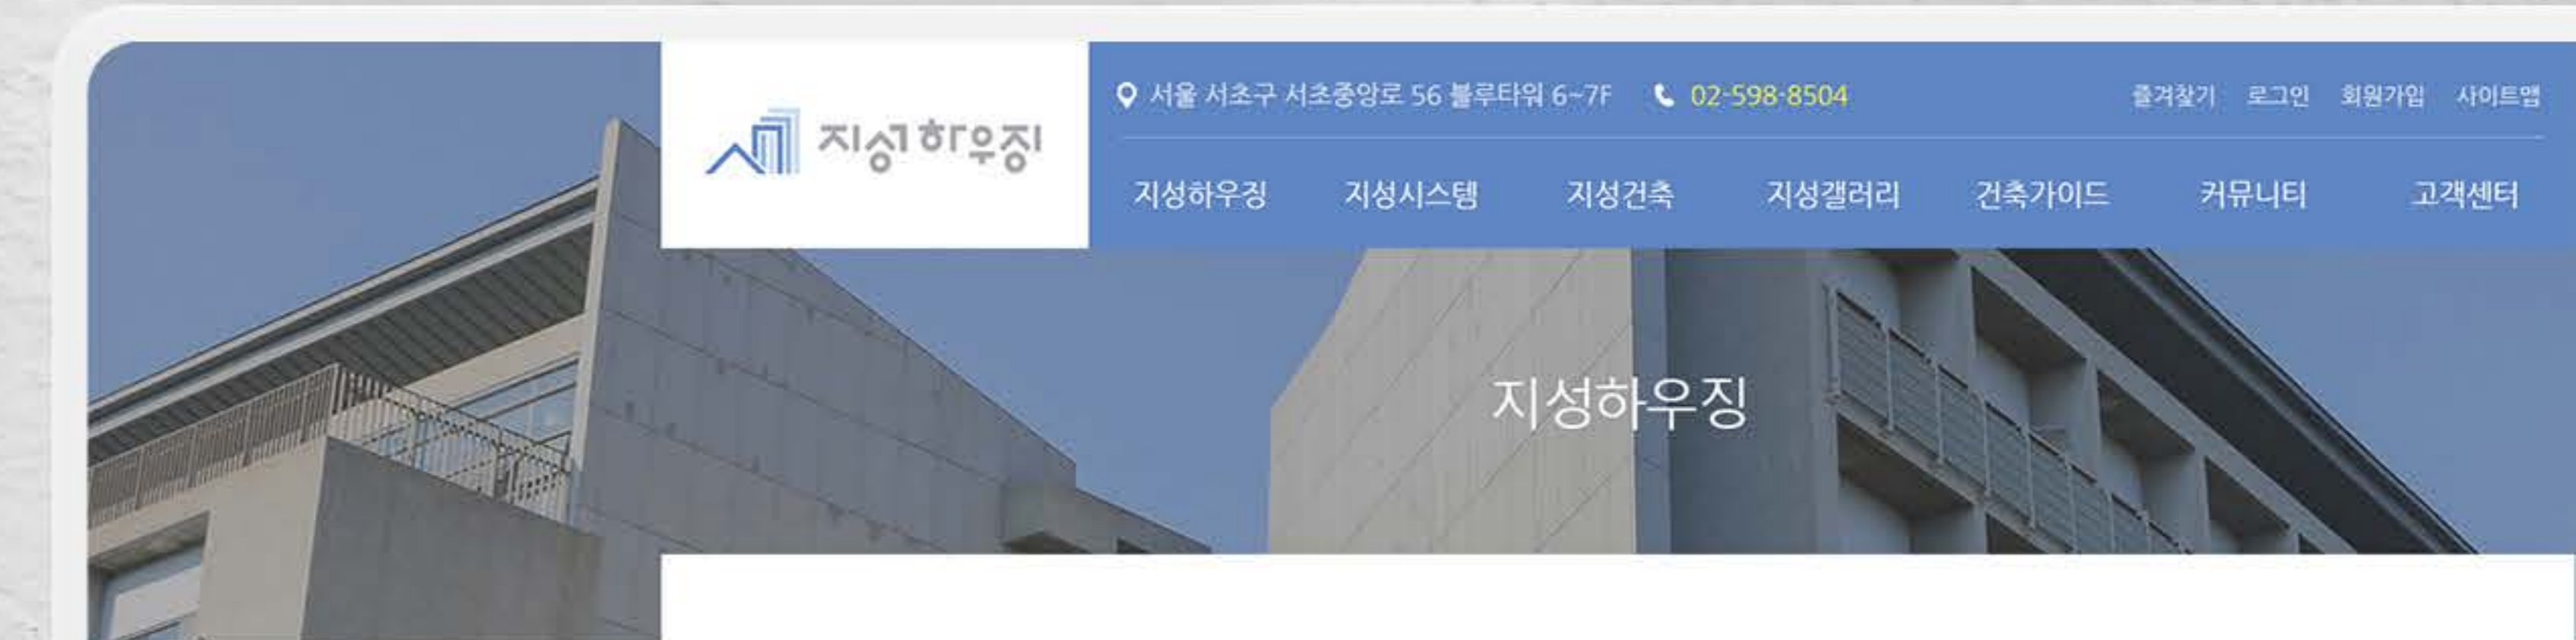 지성하우징
서울 서초구 서초중앙로 56 블루타워 6~7F 02-598-8504 즐겨찾기 로그인 회원가입 사이트맵
지성하우징 지성시스템 지성건축 지성갤러리 건축가이드 커뮤니티 고객센터
지성하우징